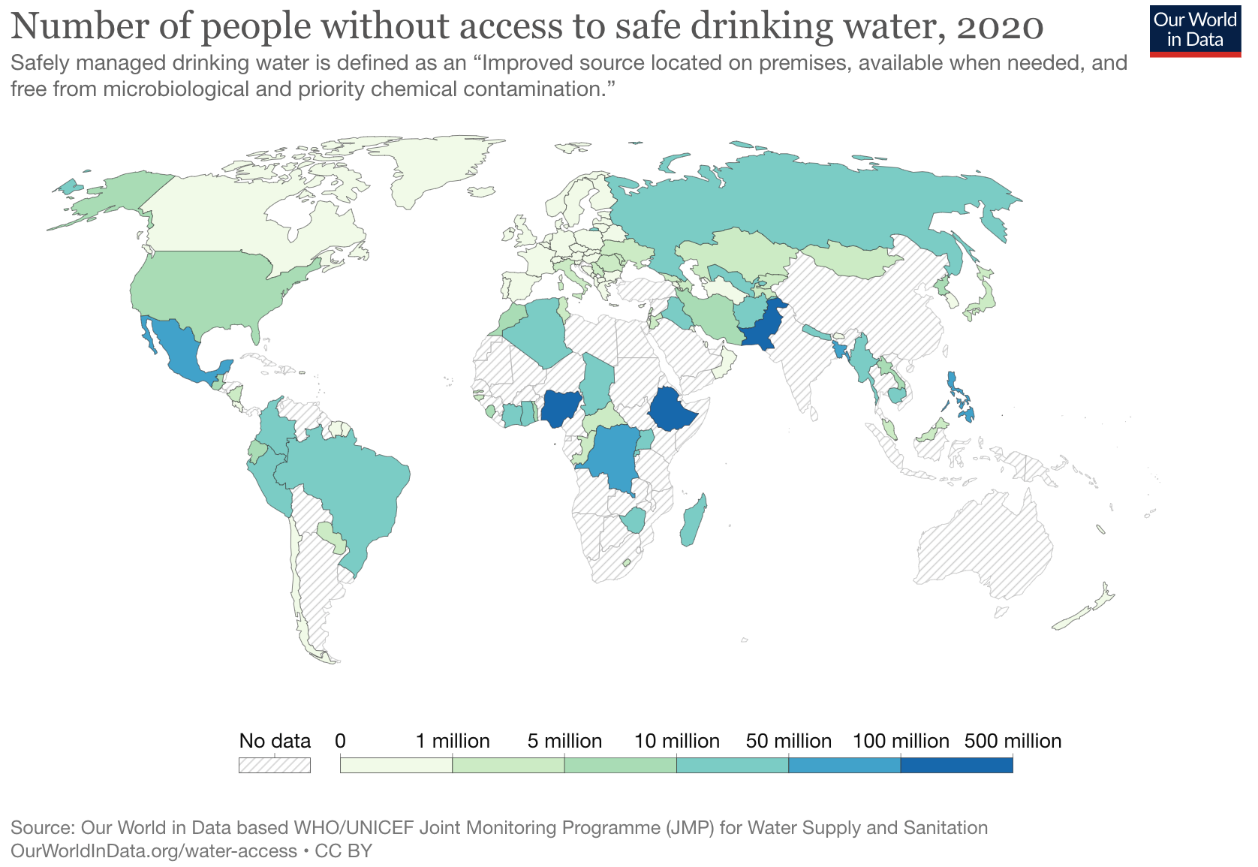 Number of people without access to safe drinking water, 2020
Our World
in Data
Safely managed drinking water is defined as an “Improved source located on premises, available when needed, and
free from microbiological and priority chemical contamination.”
No data
0
1 million
5 million
10 million
50 million
100 million
500 million
Source: Our World in Data based WHO/UNICEF Joint Monitoring Programme (JMP) for Water Supply and Sanitation
OurWorldInData.org/water-access • CC BY